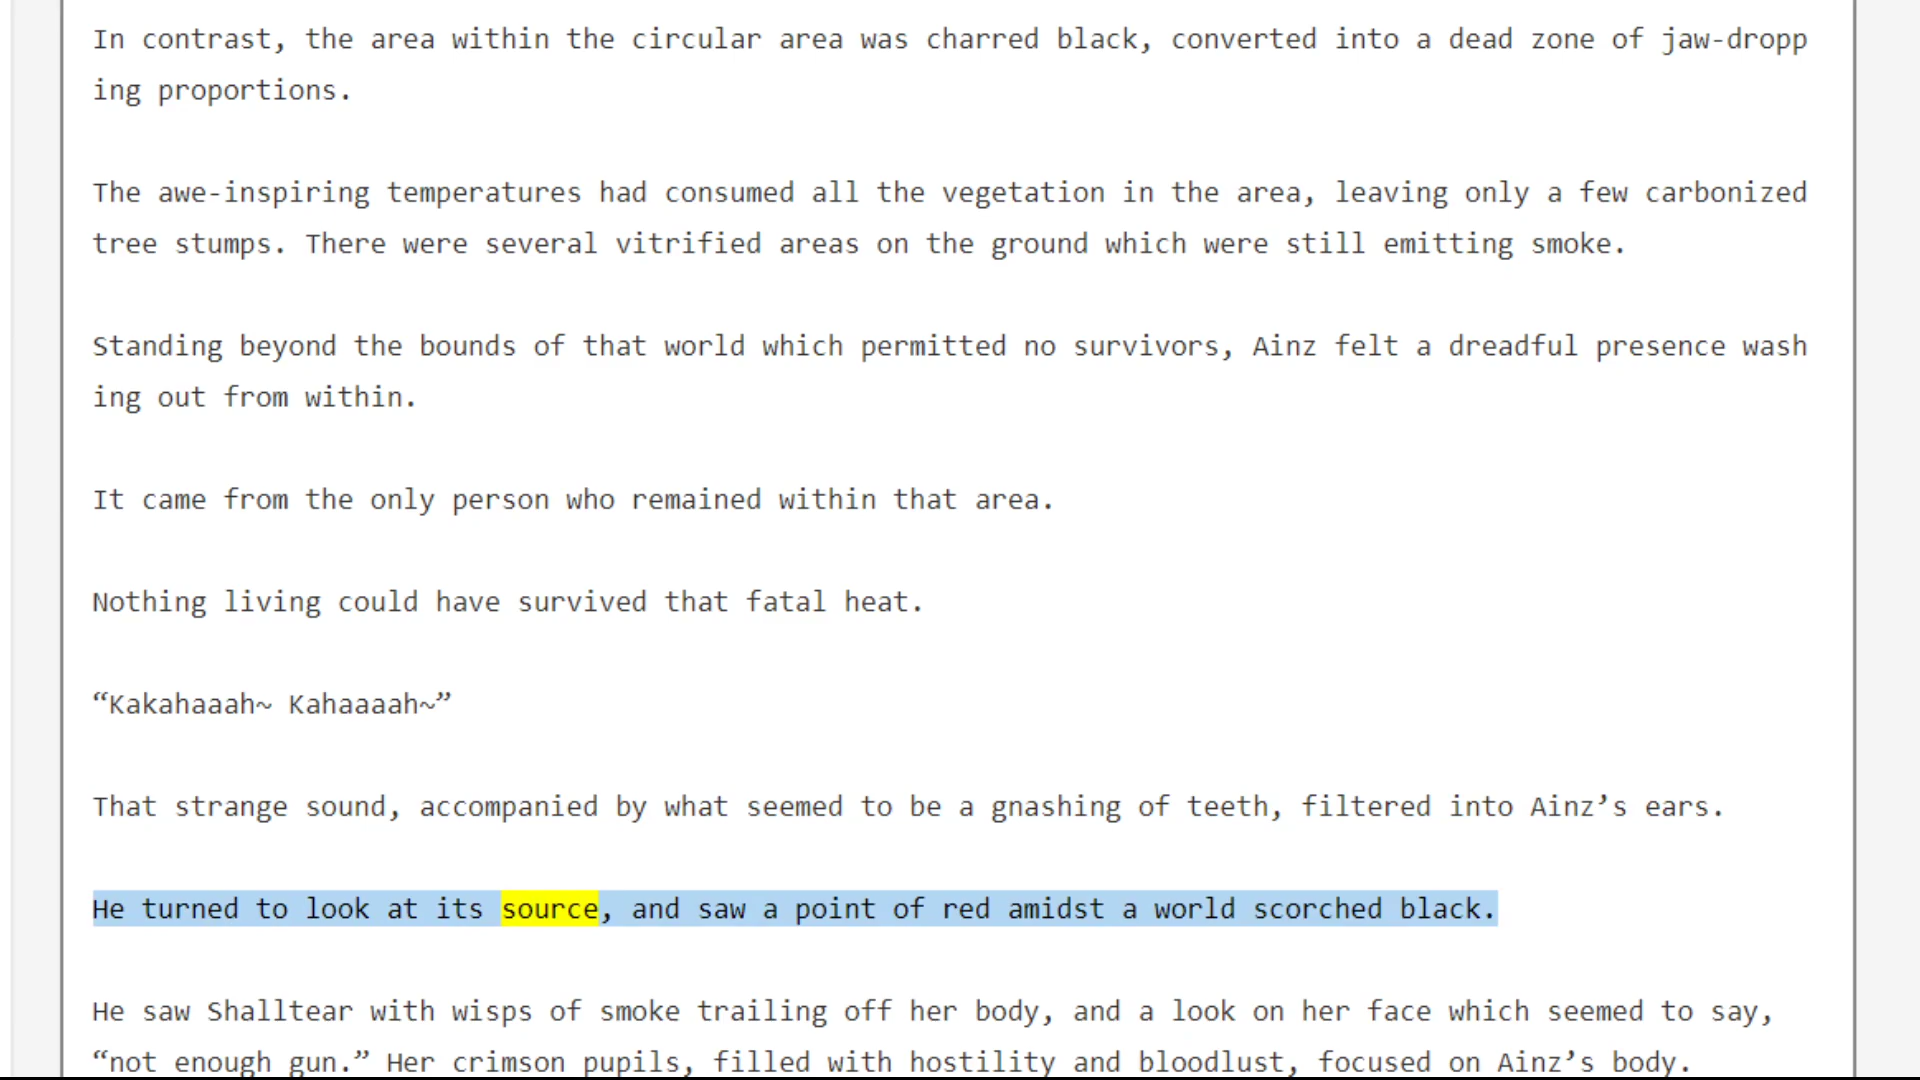 In contrast, the area within the circular area was charred black, converted into a dead zone of jaw-dropp
ing proportions.
The awe-inspiring temperatures had consumed all the vegetation in the area, leaving only a few carbonized
tree stumps. There were several vitrified areas on the ground which were still emitting smoke.
Standing beyond the bounds of that world which permitted no survivors, Ainz felt a dreadful presence wash
ing out from within.
It came from the only person who remained within that area.
Nothing living could have survived that fatal heat.
“Kakahaaah~ Kahaaaah~”
That strange sound, accompanied by what seemed to be a gnashing of teeth, filtered into Ainz’s ears.
He turned to look at its source, and saw a point of red amidst a world scorched black.
He saw Shalltear with wisps of smoke trailing off her body, and a look on her face which seemed to say,
“not enough gun.” Her crimson pupils, filled with hostility and bloodlust, focused on Ainz’s body.